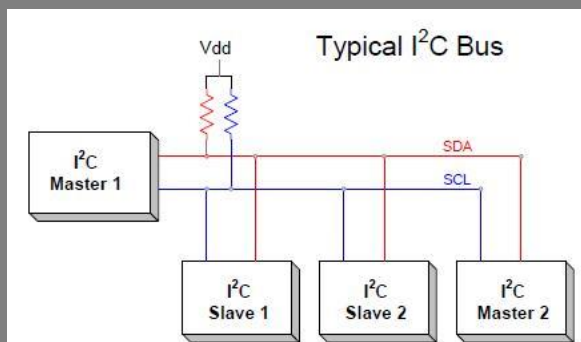 Typical I²C Bus
Vdd
SDA
SCL
I²C
Master 1
I²C
Slave 1
I²C
Slave 2
I²C
Master 2